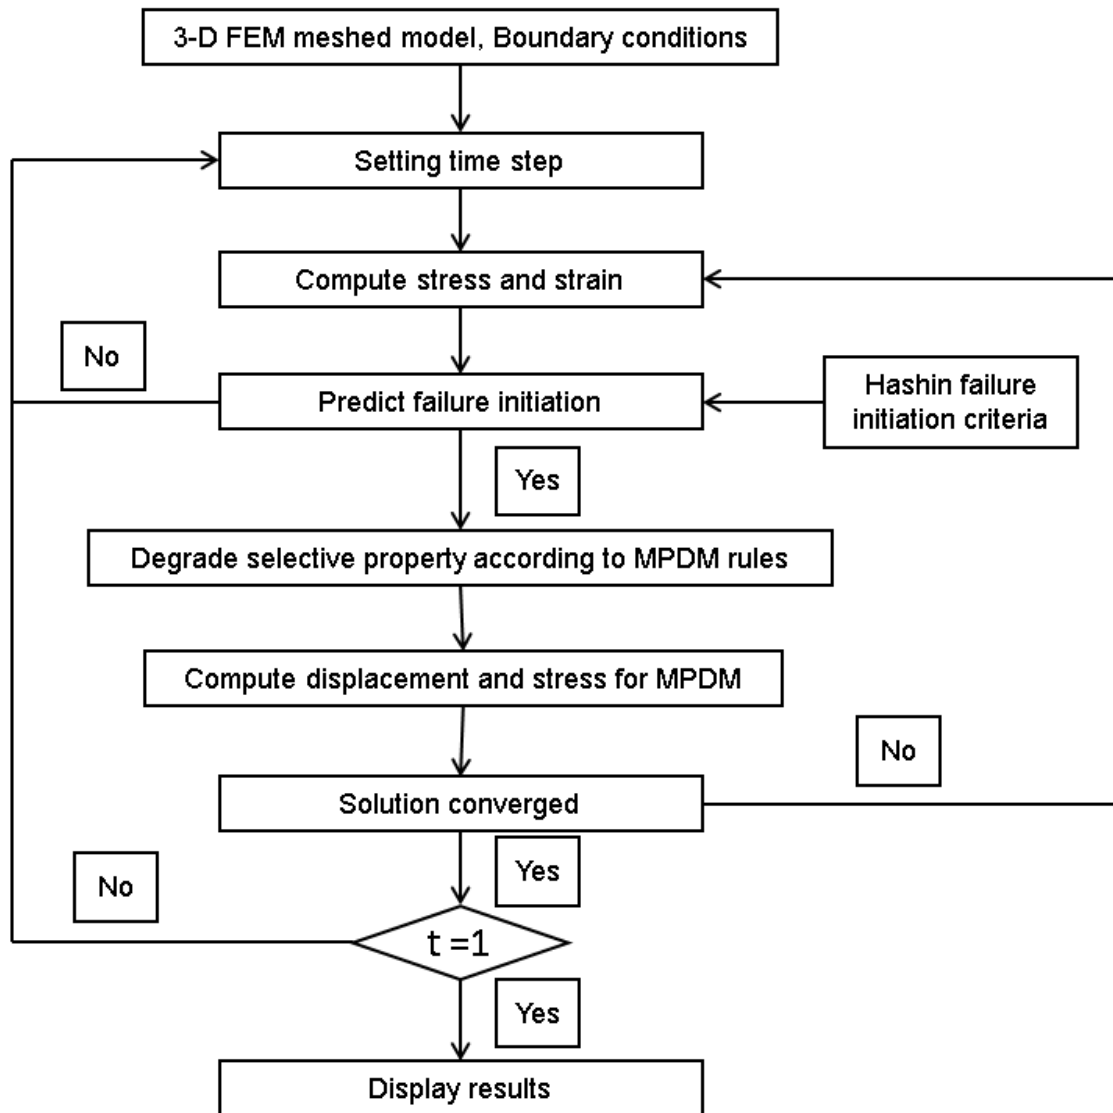 3-D FEM meshed model, Boundary conditions
Setting time step
Compute stress and strain
No
Predict failure initiation
Hashin failure
initiation criteria
Yes
Degrade selective property according to MPDM rules
Compute displacement and stress for MPDM
No
Solution converged
Yes
No
t =1
Yes
Display results